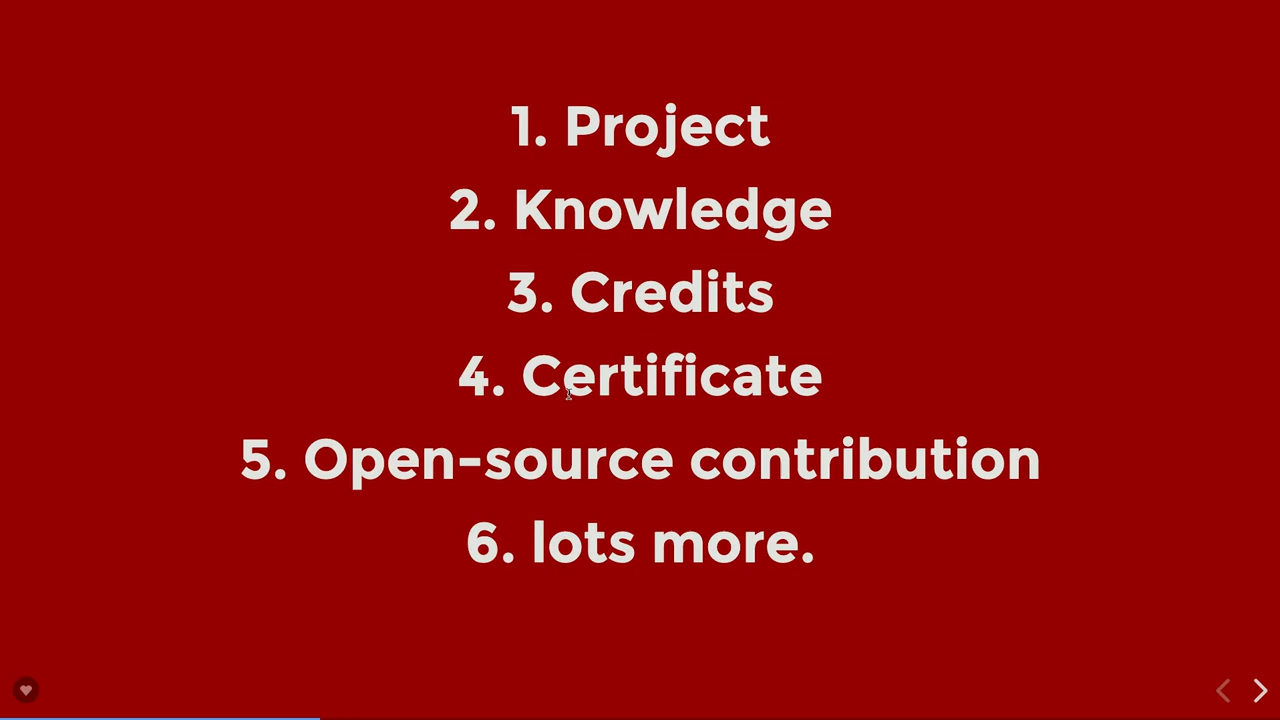 1. Project
2. Knowledge
3. Credits
4. Certificate
5. Open-source contribution
6. lots more.